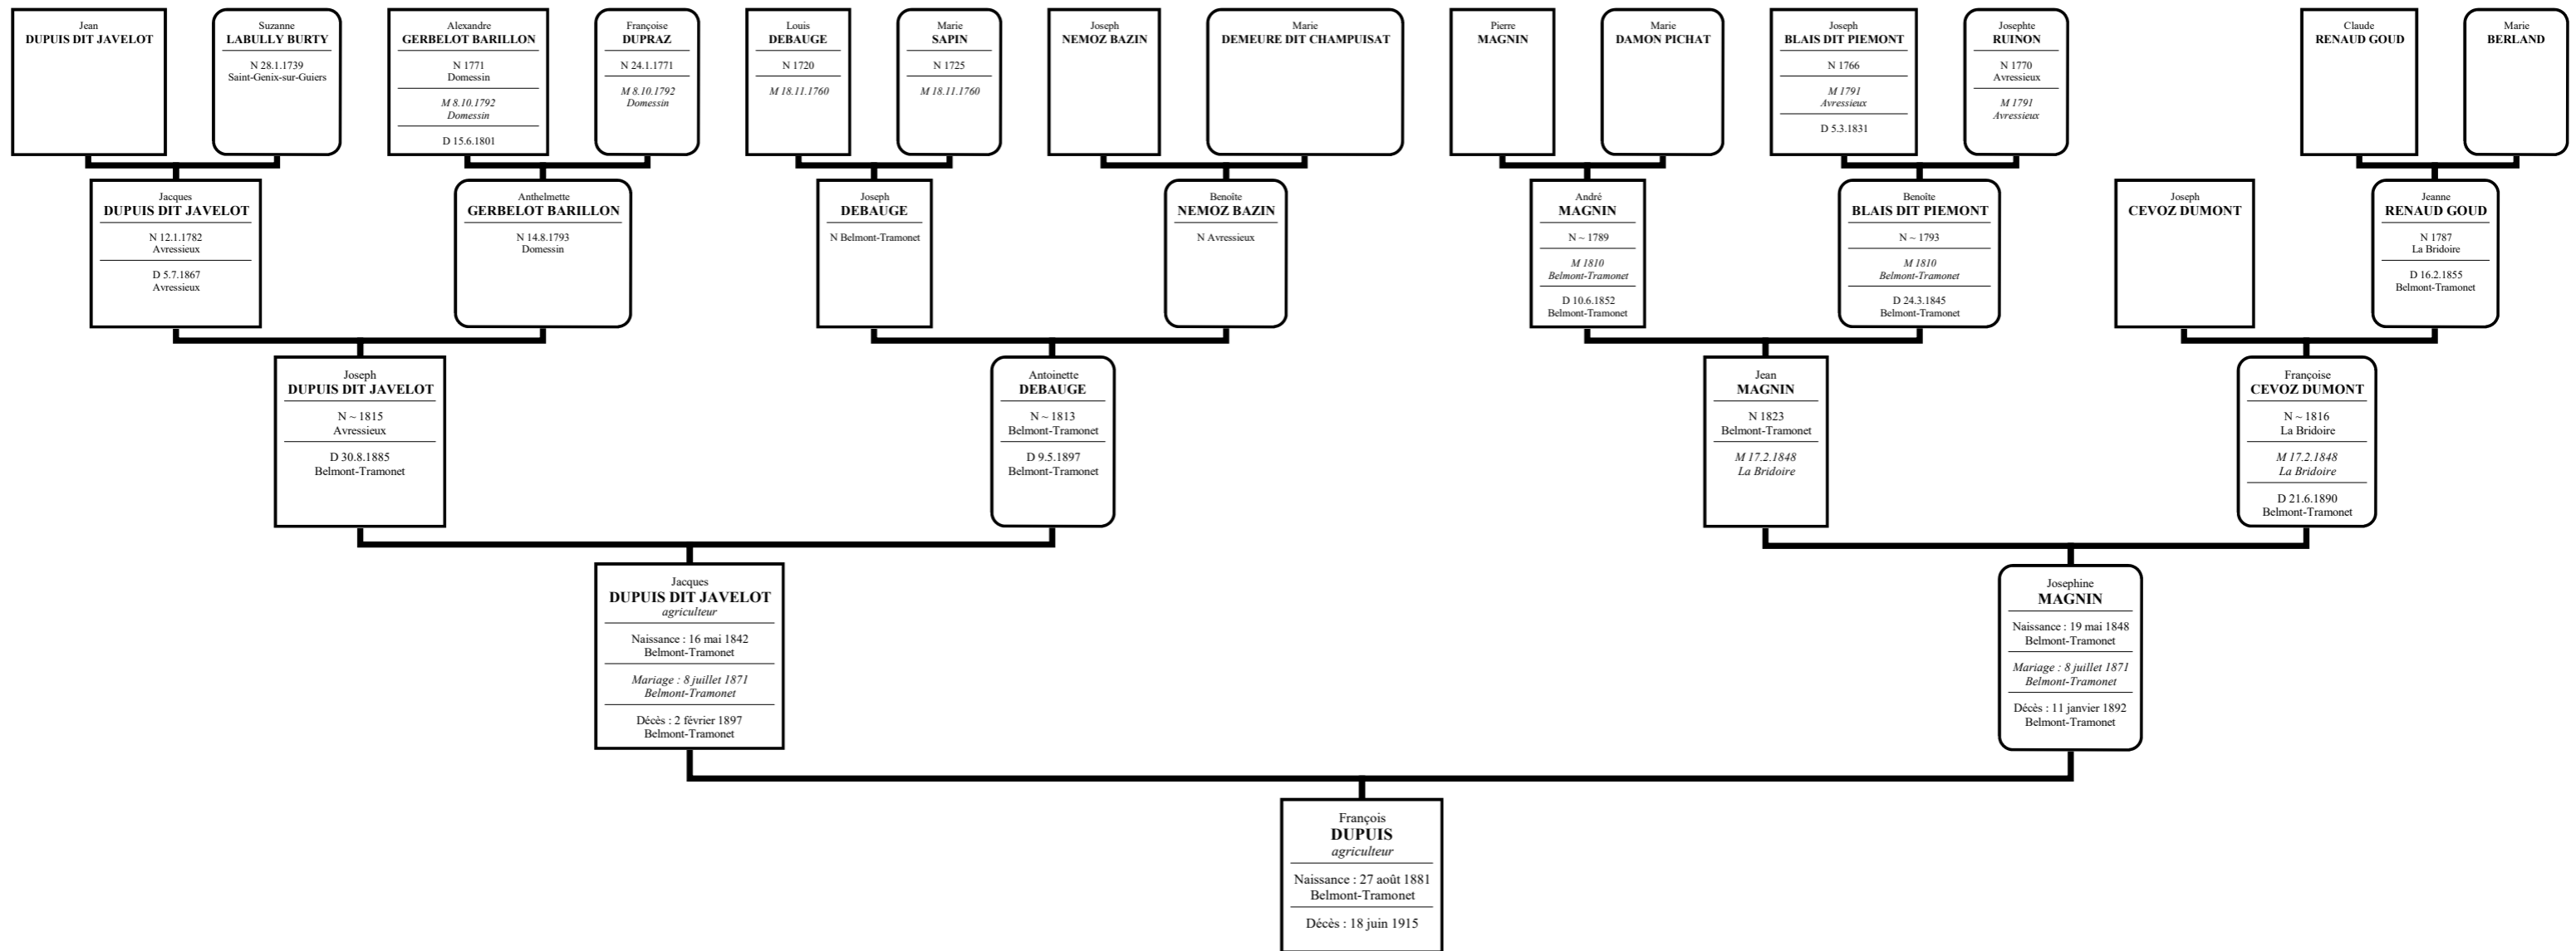 Jean
DUPUIS DIT JAVELOT
Suzanne
LABULLY BURTY
N 28.1.1739
Saint-Genix-sur-Guiers
Alexandre
GERBELOT BARILLON
N 1771
Domessin
M 8.10.1792
Domessin
D 15.6.1801
Françoise
DUPRAZ
N 24.1.1771
M 8.10.1792
Domessin
Louis
DEBAUGE
N 1720
M 18.11.1760
Marie
SAPIN
N 1725
M 18.11.1760
Joseph
NEMOZ BAZIN
Marie
DEMEURE DIT CHAMPUISAT
Pierre
MAGNIN
Marie
DAMON PICHAT
Joseph
BLAIS DIT PIEMONT
N 1766
M 1791
Avressieux
D 5.3.1831
Josephte
RUINON
N 1770
Avressieux
M 1791
Avressieux
Claude
RENAUD GOUD
Marie
BERLAND
Jacques
DUPUIS DIT JAVELOT
N 12.1.1782
Avressieux
D 5.7.1867
Avressieux
Anthelmette
GERBELOT BARILLON
N 14.8.1793
Domessin
Joseph
DEBAUGE
N Belmont-Tramonet
Benoîte
NEMOZ BAZIN
N Avressieux
André
MAGNIN
N ~ 1789
M 1810
Belmont-Tramonet
D 10.6.1852
Belmont-Tramonet
Benoîte
BLAIS DIT PIEMONT
N ~ 1793
M 1810
Belmont-Tramonet
D 24.3.1845
Belmont-Tramonet
Joseph
CEVOZ DUMONT
Jeanne
RENAUD GOUD
N 1787
La Bridoire
D 16.2.1855
Belmont-Tramonet
Joseph
DUPUIS DIT JAVELOT
N ~ 1815
Avressieux
D 30.8.1885
Belmont-Tramonet
Antoinette
DEBAUGE
N ~ 1813
Belmont-Tramonet
D 9.5.1897
Belmont-Tramonet
Jean
MAGNIN
N 1823
Belmont-Tramonet
M 17.2.1848
La Bridoire
Françoise
CEVOZ DUMONT
N ~ 1816
La Bridoire
M 17.2.1848
La Bridoire
D 21.6.1890
Belmont-Tramonet
Jacques
DUPUIS DIT JAVELOT
agriculteur
Naissance : 16 mai 1842
Belmont-Tramonet
Mariage : 8 juillet 1871
Belmont-Tramonet
Décès : 2 février 1897
Belmont-Tramonet
Josephine
MAGNIN
Naissance : 19 mai 1848
Belmont-Tramonet
Mariage : 8 juillet 1871
Belmont-Tramonet
Décès : 11 janvier 1892
Belmont-Tramonet
François
DUPUIS
agriculteur
Naissance : 27 août 1881
Belmont-Tramonet
Décès : 18 juin 1915